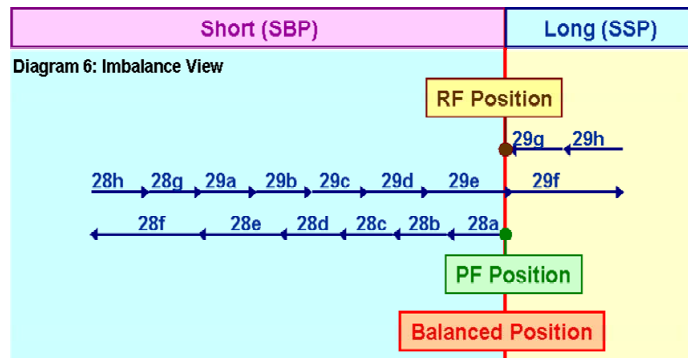 Short (SBP) Long (SSP)
Diagram 6: Imbalance View
RF Position
29g 29h
28h 28g 29a 29b 29c 29d 29e 29f
28f 28e 28d 28c 28b 28a
PF Position
Balanced Position